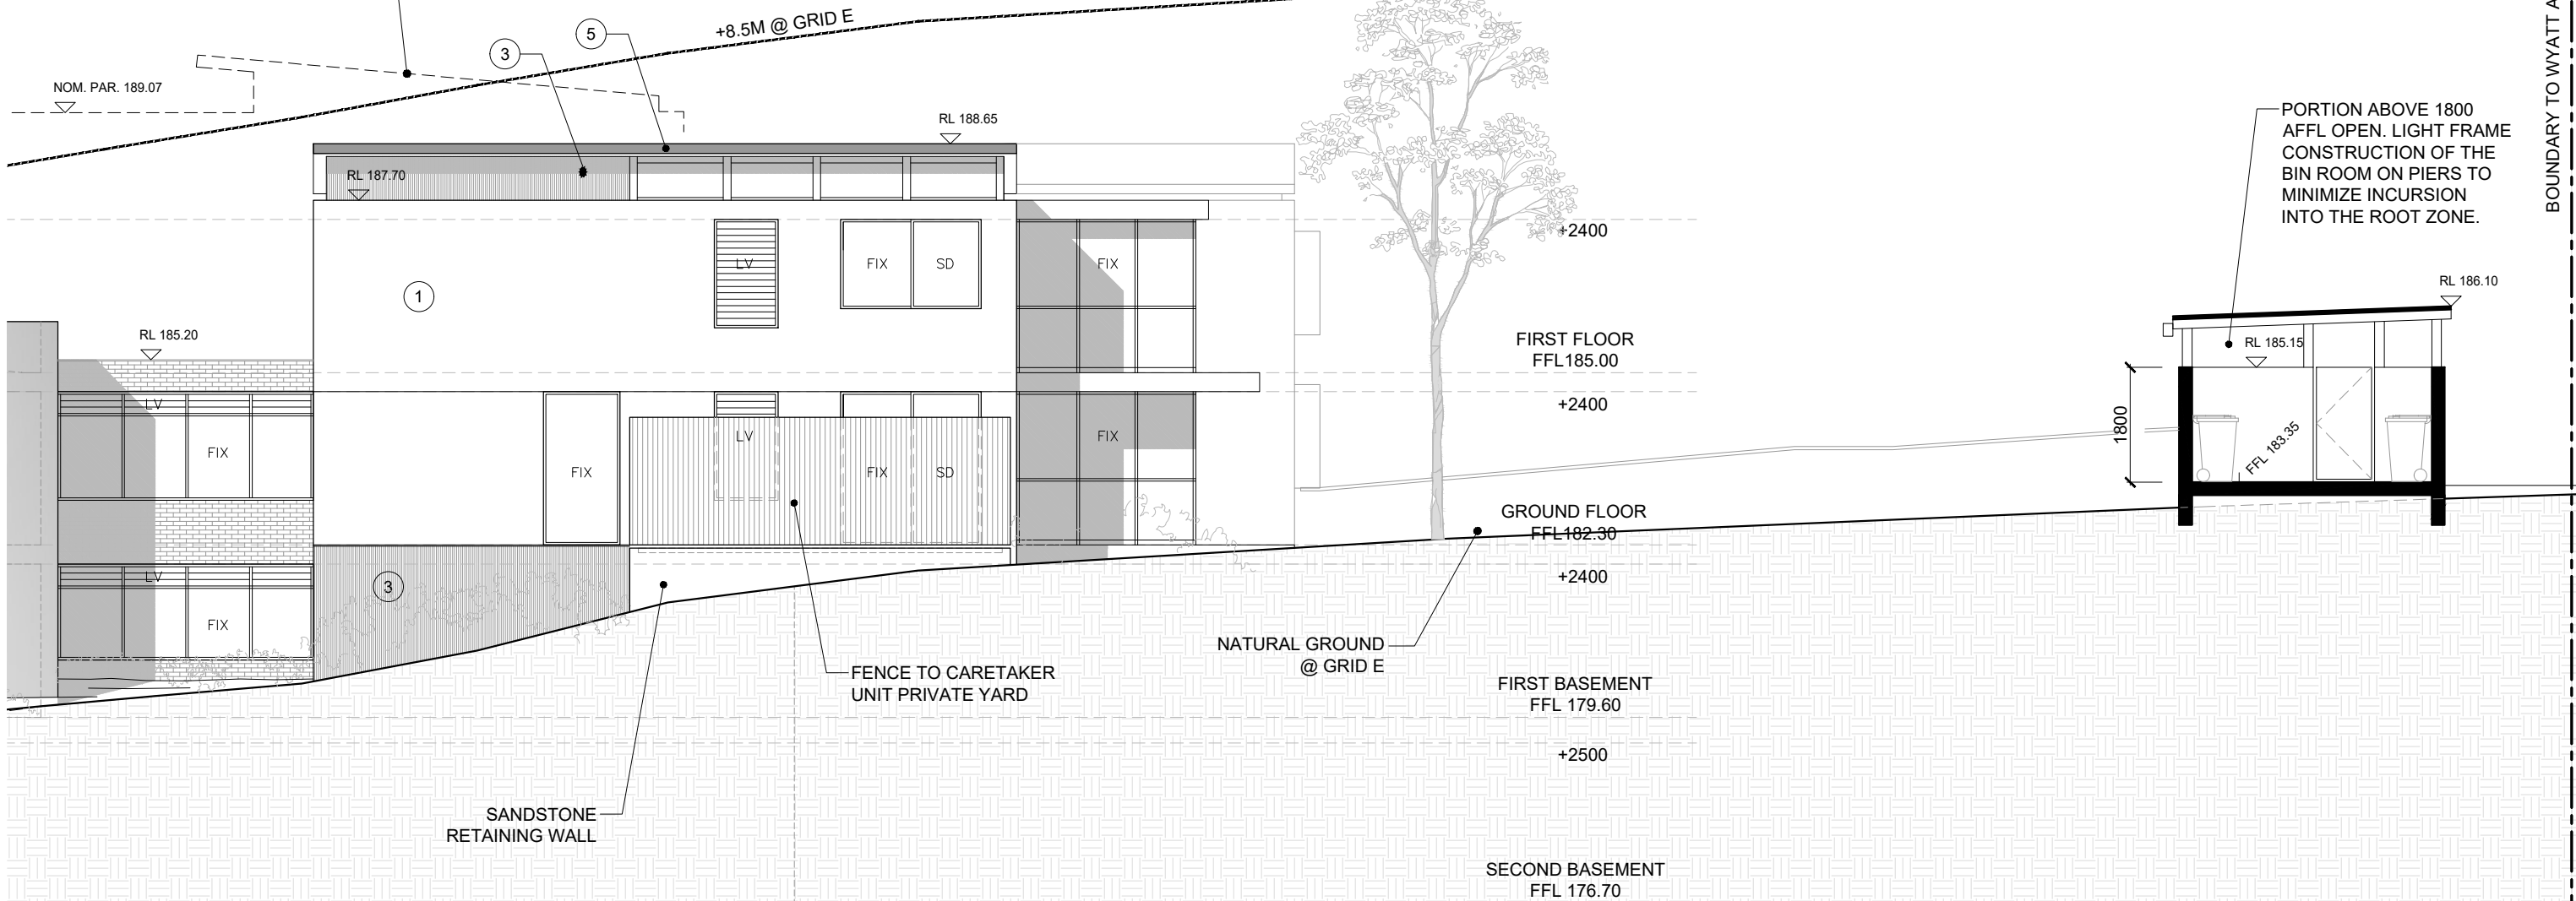 +8.5M @ GRID E
5
3
NOM. PAR. 189.07
RL 188.65
RL 187.70
BOUNDARY TO WYATT A
PORTION ABOVE 1800
AFFL OPEN. LIGHT FRAME
CONSTRUCTION OF THE
BIN ROOM ON PIERS TO
MINIMIZE INCURSION
INTO THE ROOT ZONE.
+2400
LV
FIX
SD
FIX
1
RL 186.10
RL 185.20
RL 185.15
FIRST FLOOR
FFL185.00
+2400
LV
LV
FIX
1800
FIX
FIX
FIX
SD
FFL 183.35
GROUND FLOOR
FFL182.30
+2400
LV
3
FIX
NATURAL GROUND
@ GRID E
FENCE TO CARETAKER
UNIT PRIVATE YARD
FIRST BASEMENT
FFL 179.60
+2500
SANDSTONE
RETAINING WALL
SECOND BASEMENT
FFL 176.70